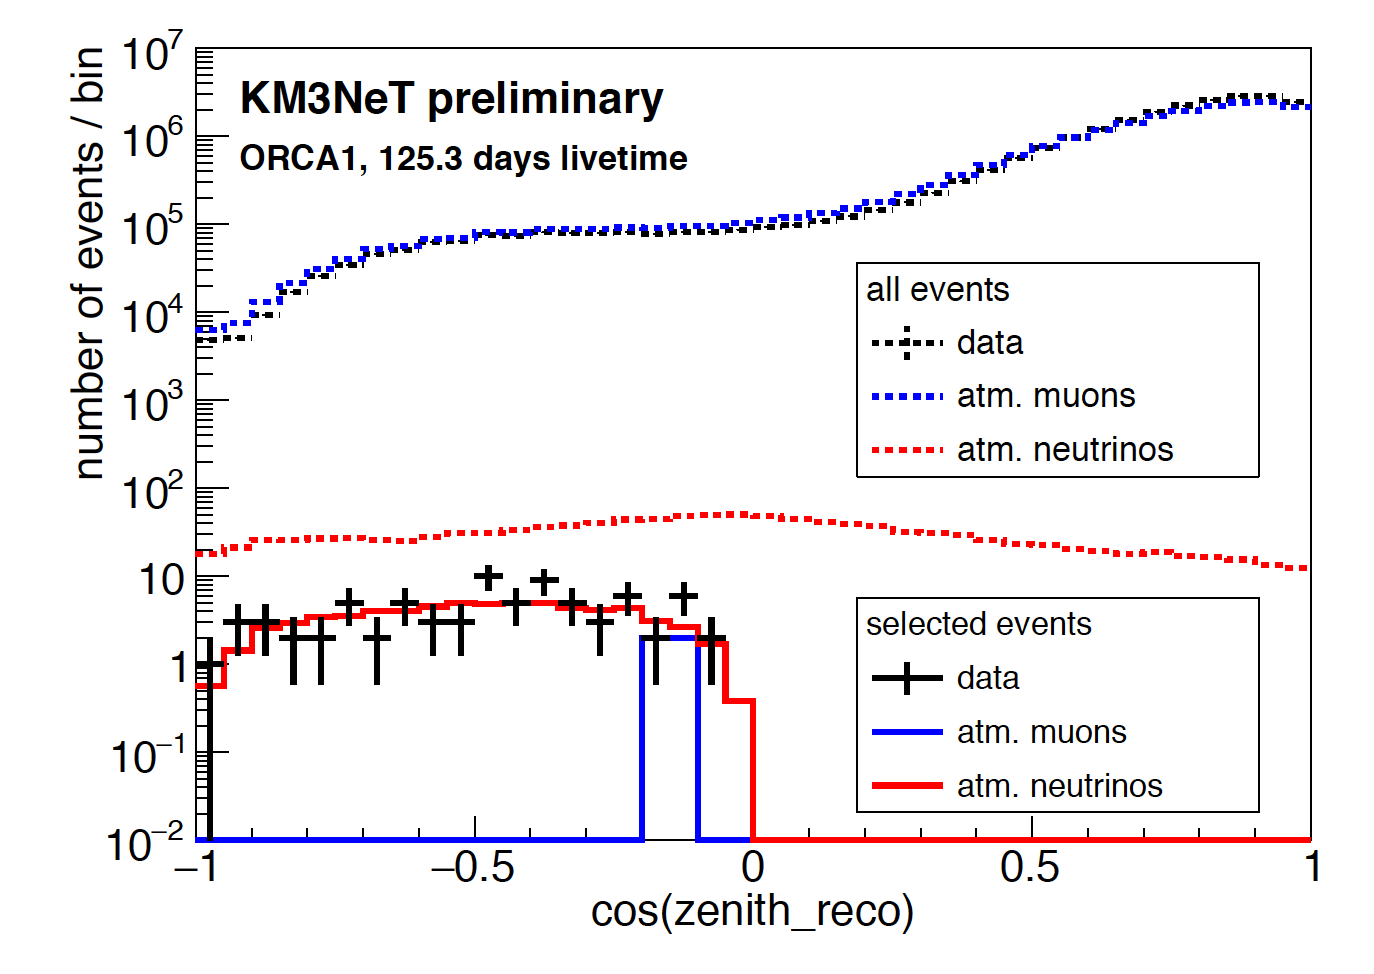 number of events / bin
10^7
10^6
10^5
10^4
10^3
10^2
10
1
10^−1
10^−2
KM3NeT preliminary
ORCA1, 125.3 days livetime
all events
data
atm. muons
atm. neutrinos
selected events
data
atm. muons
atm. neutrinos
−1 −0.5 0 0.5 1
cos(zenith_reco)